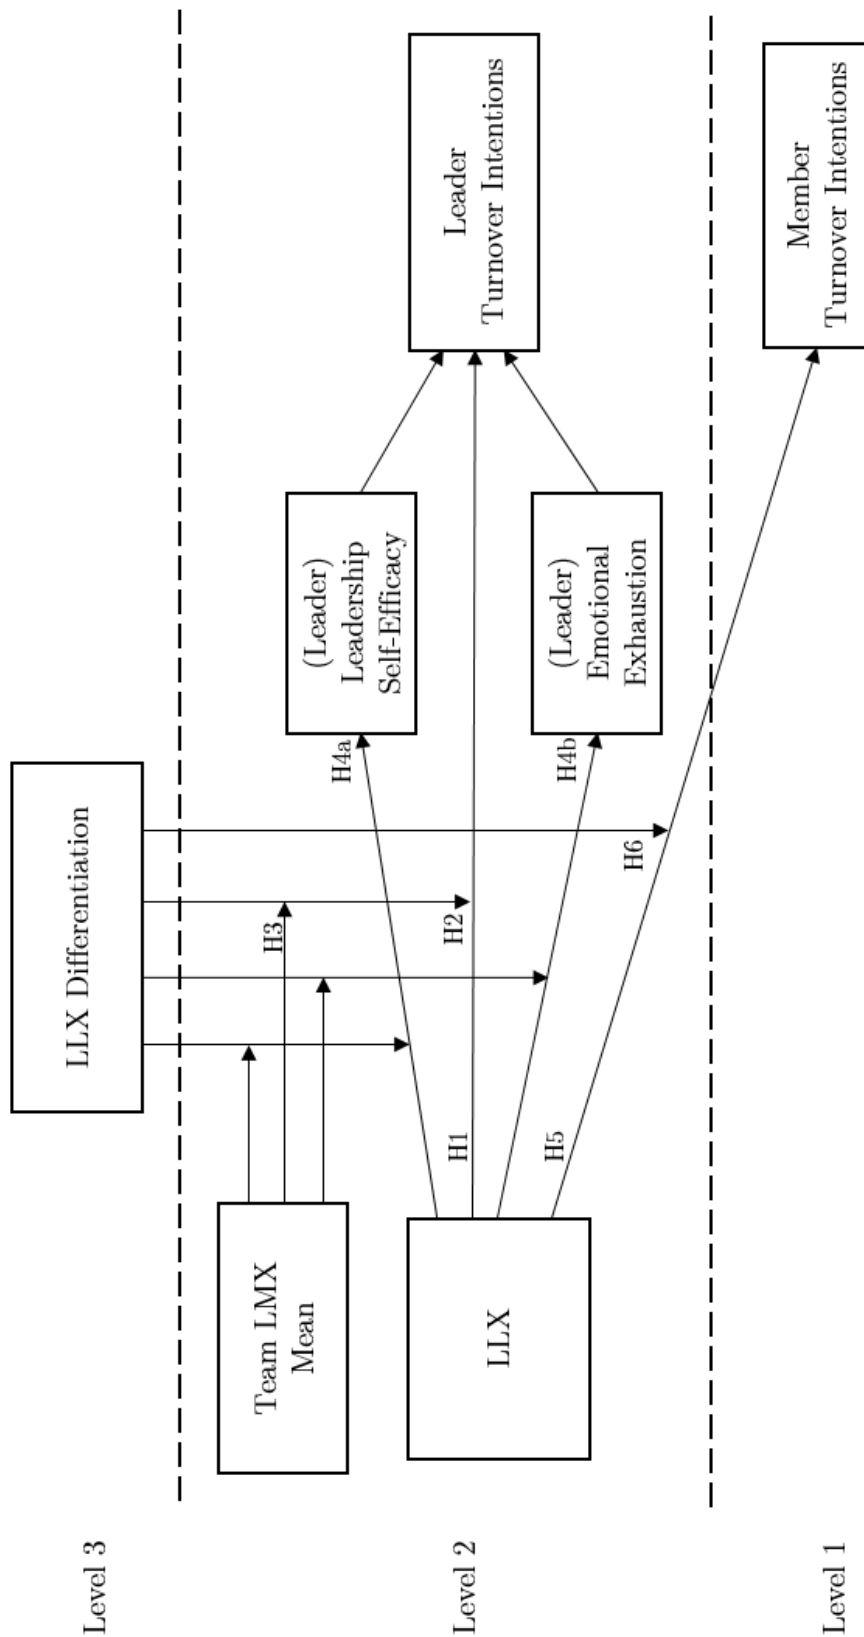 Level 3
LLX Differentiation
Level 2
Team LMX
Mean
LLX
H3
H4a
H2
H1
H4b
H5
H6
(Leader)
Leadership
Self-Efficacy
(Leader)
Emotional
Exhaustion
Leader
Turnover Intentions
Level 1
Member
Turnover Intentions